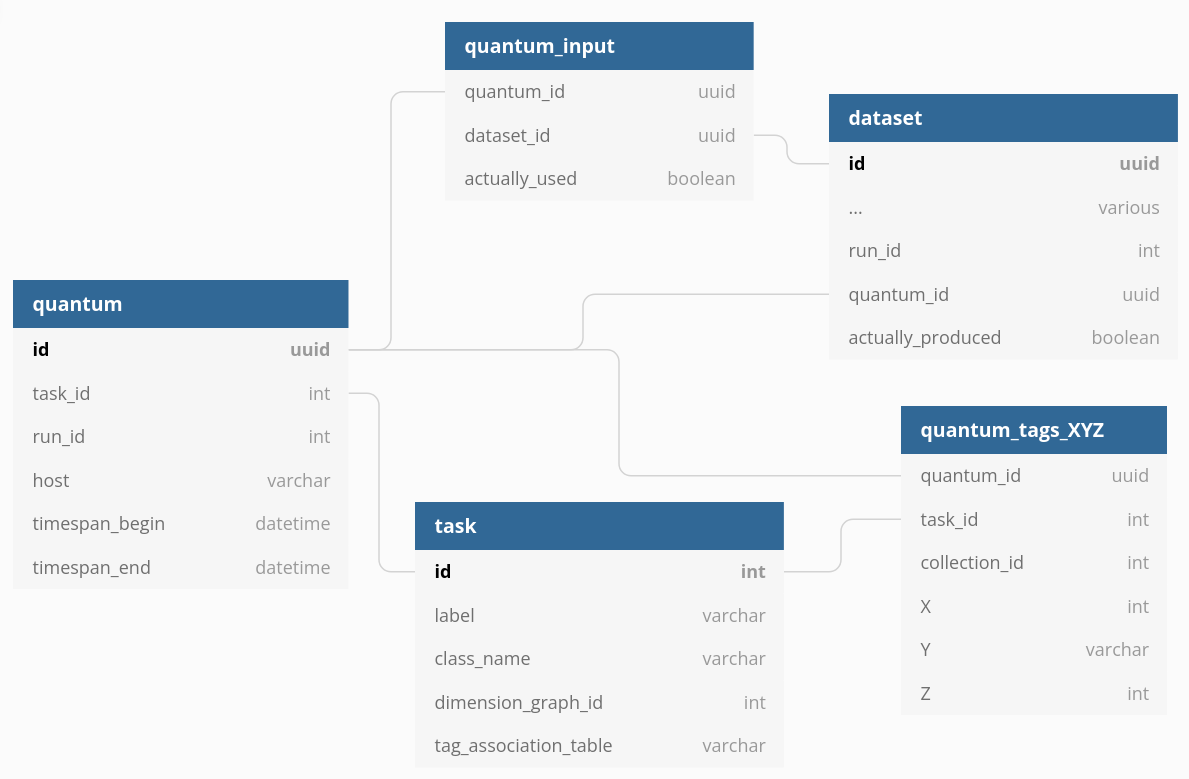 quantum_input
quantum_id uuid
dataset_id uuid
actually_used boolean
dataset
id uuid
... various
run_id int
quantum_id uuid
actually_produced boolean
quantum
id uuid
task_id int
run_id int
host varchar
timespan_begin datetime
timespan_end datetime
quantum_tags_XYZ
quantum_id uuid
task_id int
collection_id int
X int
Y varchar
Z int
task
id int
label varchar
class_name varchar
dimension_graph_id int
tag_association_table varchar